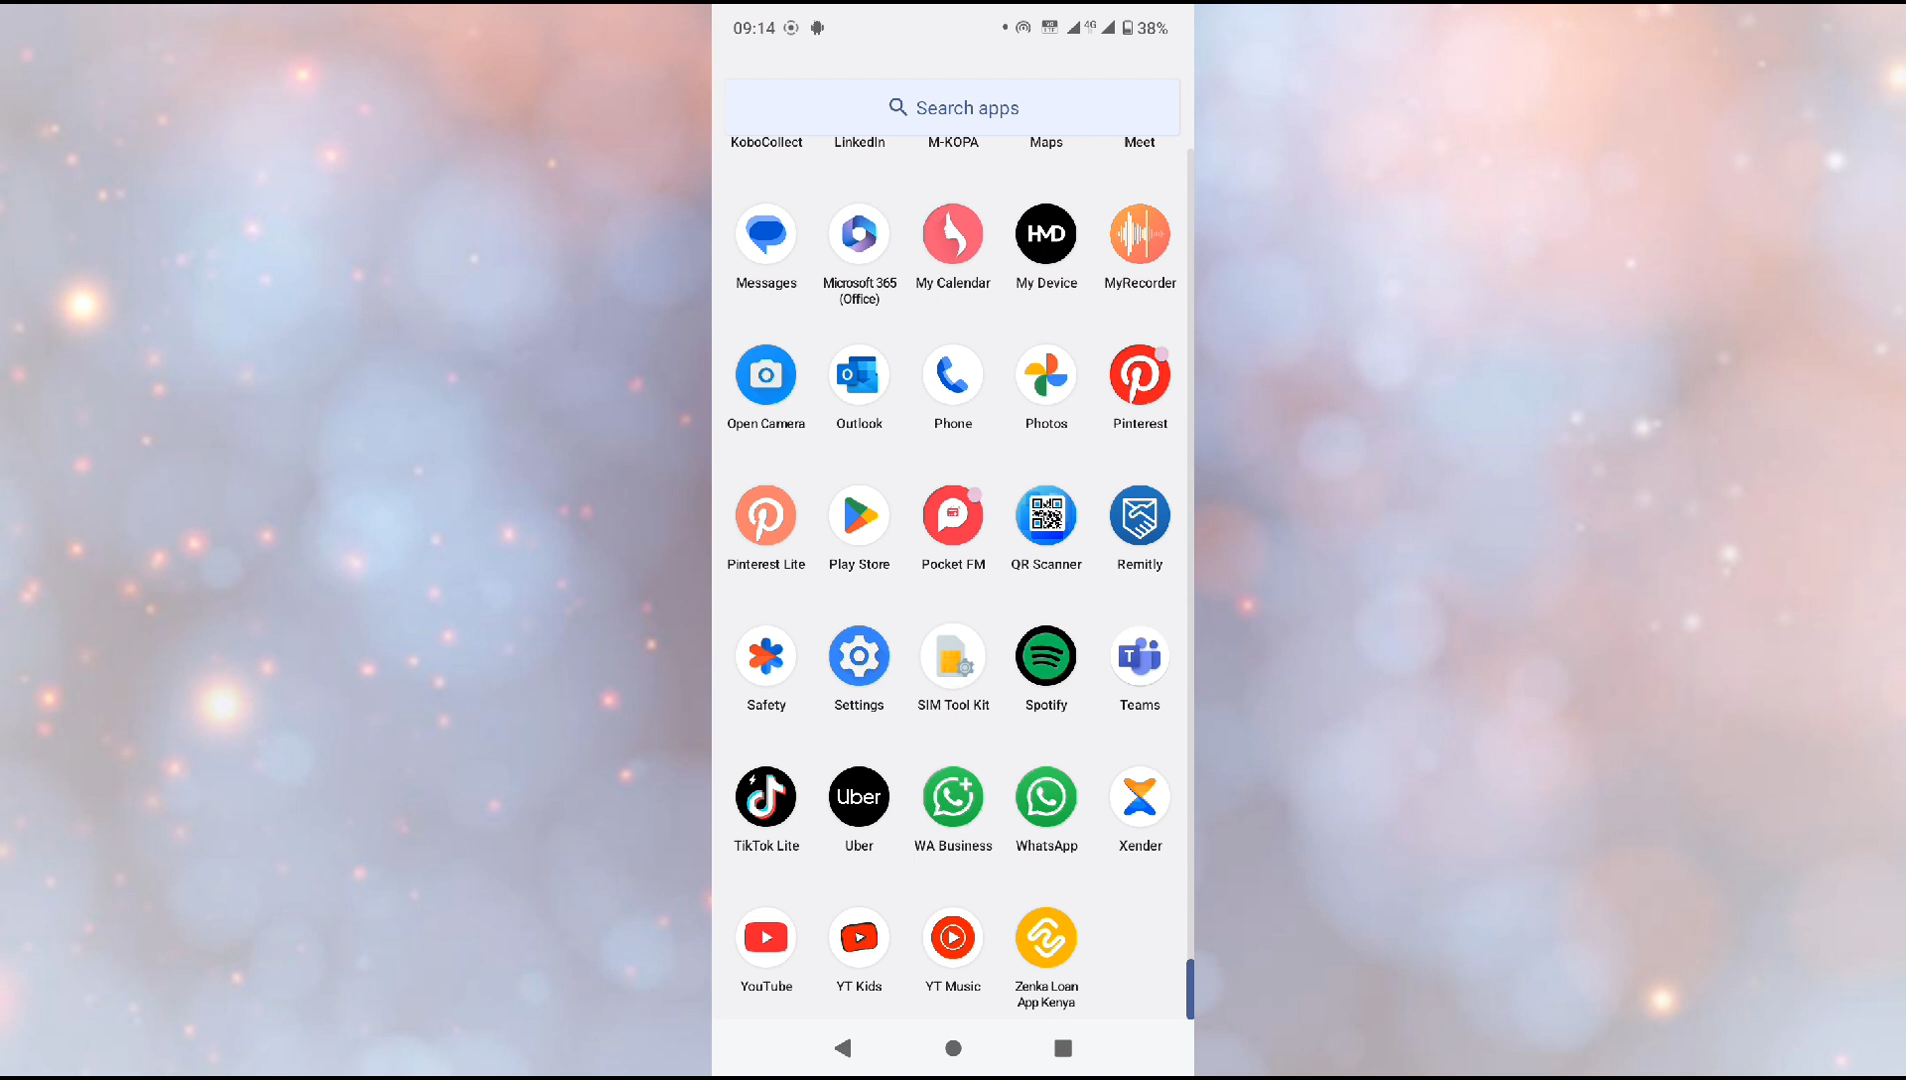 09:14 4G 38%
Search apps
KoboCollect LinkedIn M-KOPA Maps Meet
HMD
Messages Microsoft 365 My Calendar My Device MyRecorder
(Office)
Open Camera Outlook Phone Photos Pinterest
Pinterest Lite Play Store Pocket FM QR Scanner Remitly
Safety Settings SIM Tool Kit Spotify Teams
Uber
TikTok Lite Uber WA Business WhatsApp Xender
YouTube YT Kids YT Music Zenka Loan
App Kenya